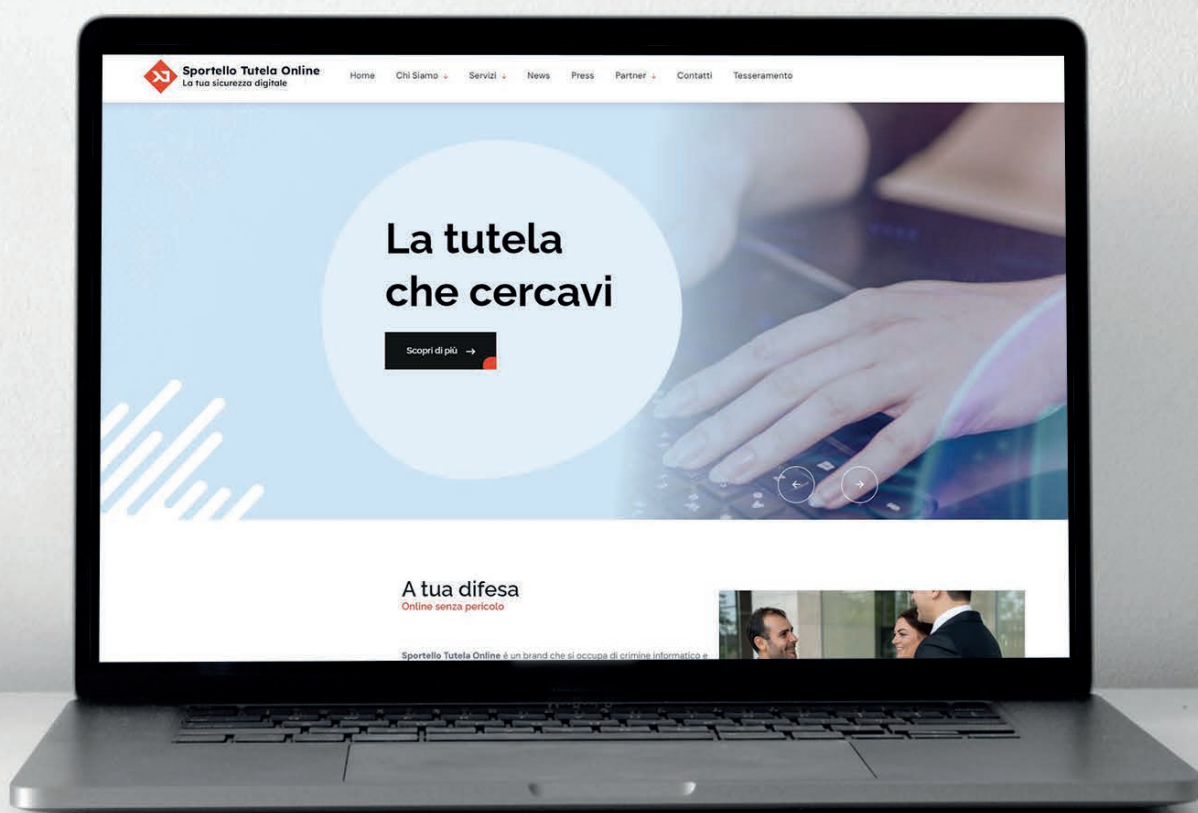 Sportello Tutela Online
La tua sicurezza digitale
Home Chi Siamo Servizi News Press Partner Contatti Tesseramento
La tutela
che cercavi
Scopri di più →
A tua difesa
Online senza pericolo
Sportello Tutela Online è un brand che si occupa di crimine informatico e